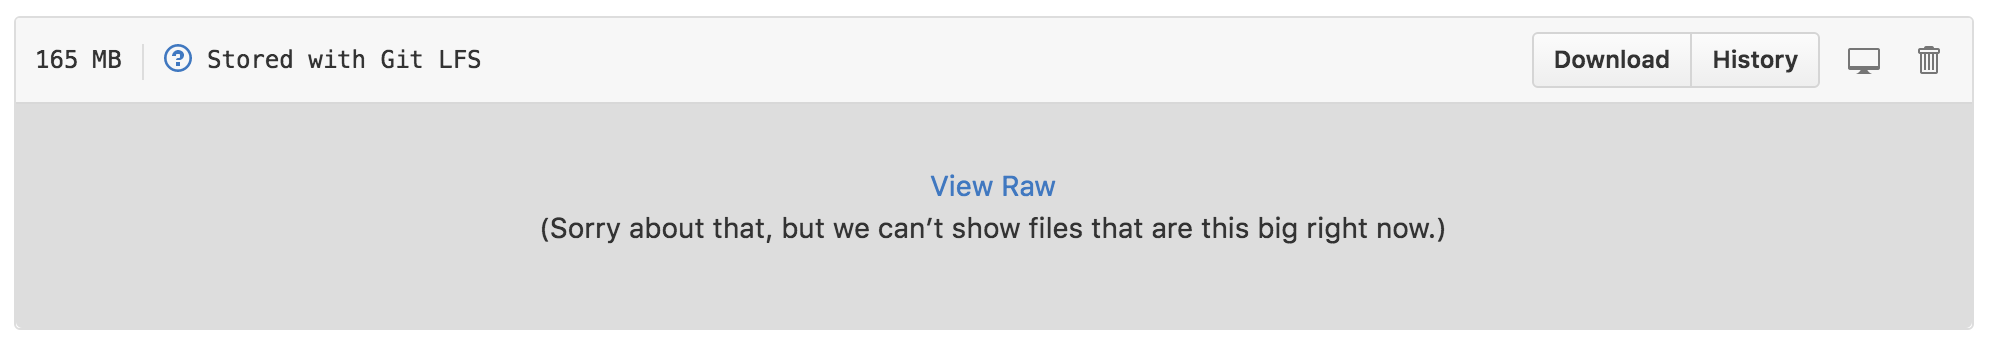 165 MB ? Stored with Git LFS Download History
View Raw
(Sorry about that, but we can’t show files that are this big right now.)